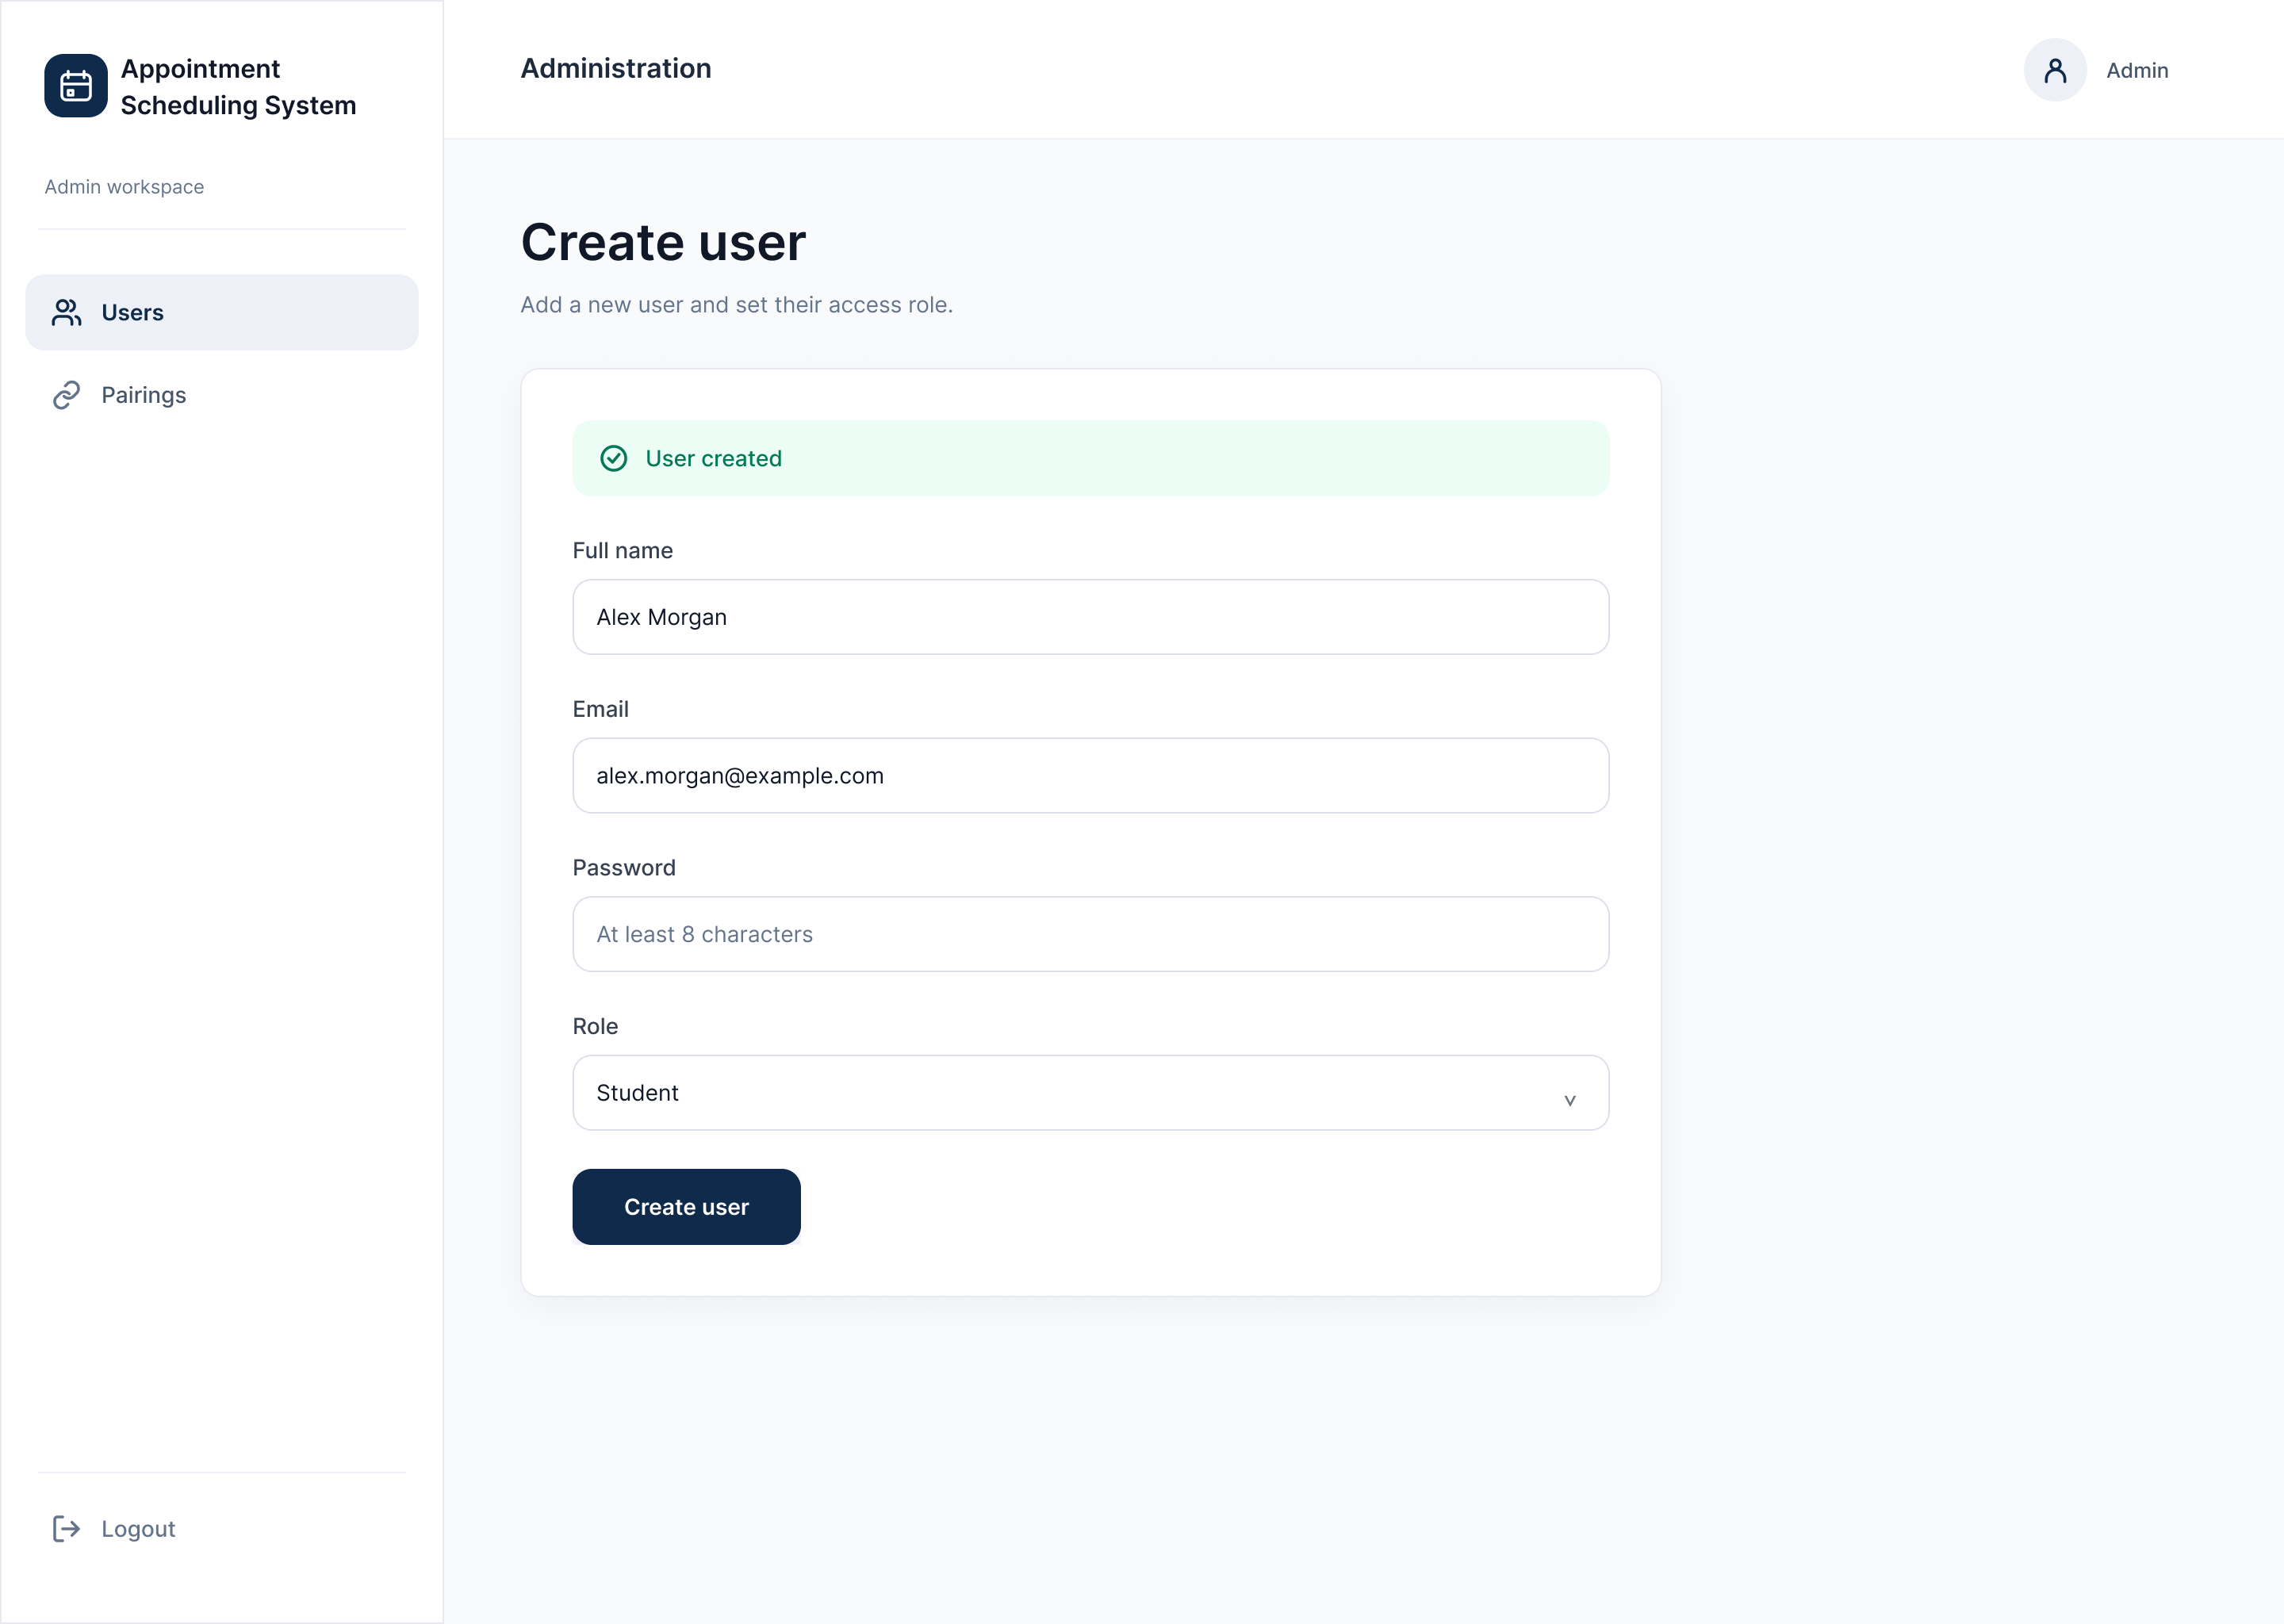 Appointment
Scheduling System
Admin workspace
Users
Pairings
Logout
Administration
Admin
Create user
Add a new user and set their access role.
User created
Full name
Alex Morgan
Email
alex.morgan@example.com
Password
At least 8 characters
Role
Student
Create user